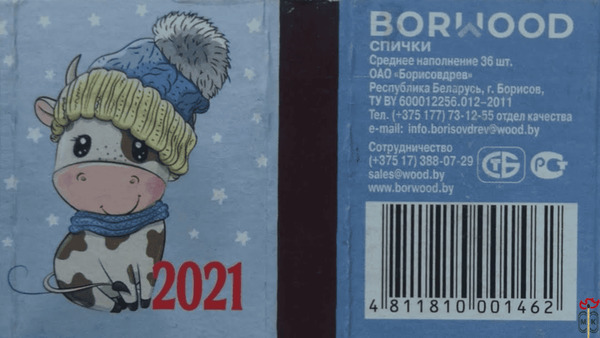 2021
BORWOOD
СПИЧКИ
Среднее наполнение 36 шт.
ОАО «Борисовдрев»
Республика Беларусь, г. Борисов,
ТУ BY 600012256.012–2011
Тел. (+375 177) 73-12-55 отдел качества
e-mail: info.borisovdrev@wood.by
Сотрудничество
(+375 17) 388-07-29
sales@wood.by
www.borwood.by
СТБ
РСТ
4 811810 001462